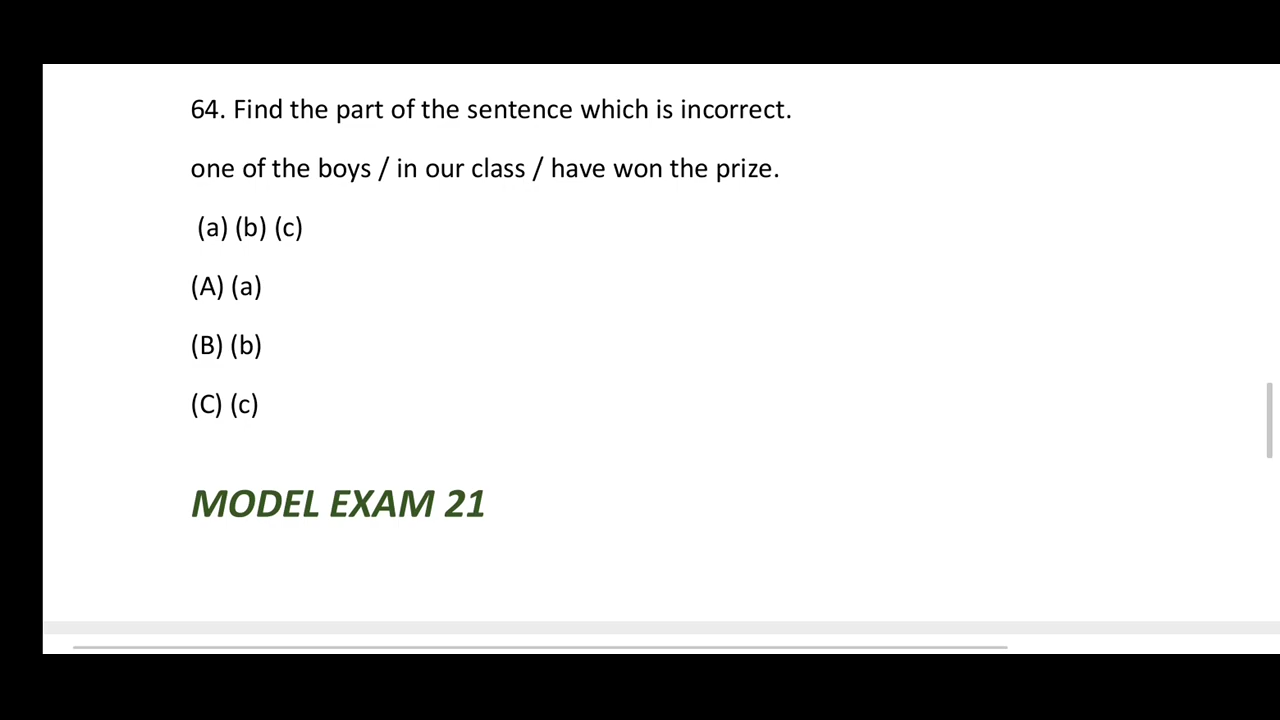 64. Find the part of the sentence which is incorrect.
one of the boys / in our class / have won the prize.
(a) (b) (c)
(A) (a)
(B) (b)
(C) (c)
MODEL EXAM 21